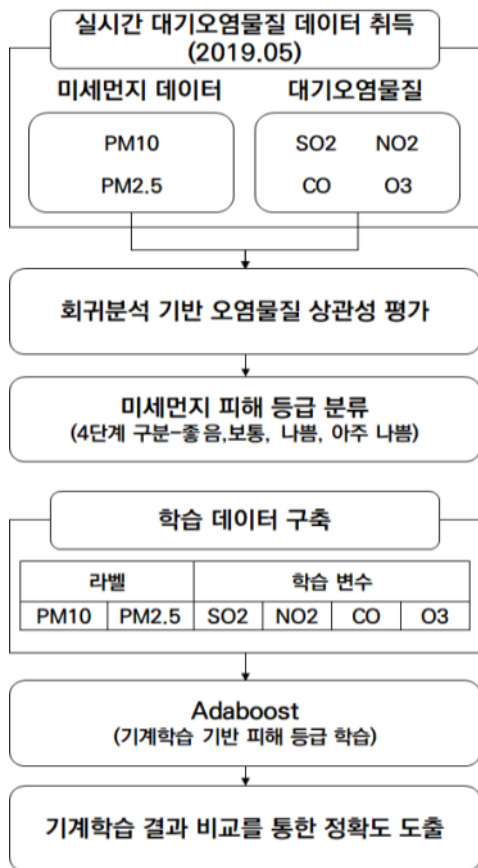 실시간 대기오염물질 데이터 취득
(2019.05)
미세먼지 데이터 대기오염물질
PM10 SO2 NO2
PM2.5 CO O3
회귀분석 기반 오염물질 상관성 평가
미세먼지 피해 등급 분류
(4단계 구분-좋음,보통, 나쁨, 아주 나쁨)
학습 데이터 구축
라벨 학습 변수
PM10 PM2.5 SO2 NO2 CO O3
Adaboost
(기계학습 기반 피해 등급 학습)
기계학습 결과 비교를 통한 정확도 도출